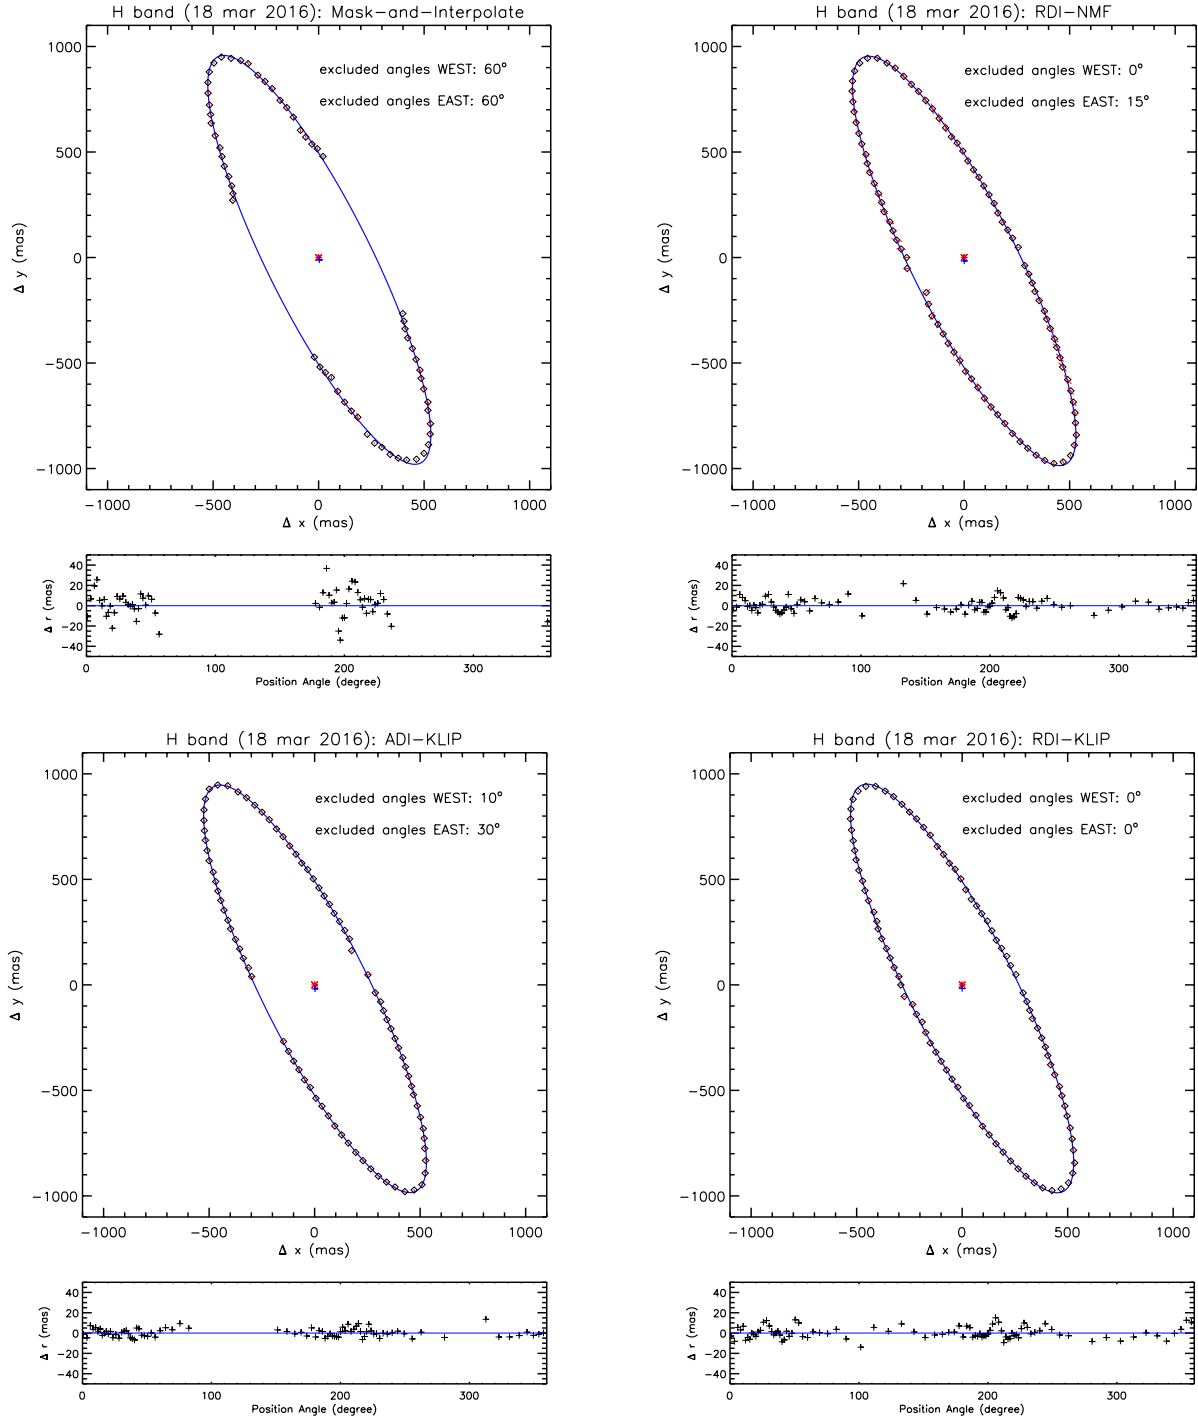 H band (18 mar 2016): Mask-and-Interpolate
excluded angles WEST: 60°
excluded angles EAST: 60°
1000
500
0
-500
-1000
Δ y (mas)
-1000 -500 0 500 1000
Δ x (mas)
40
20
0
-20
-40
Δ r (mas)
0 100 200 300
Position Angle (degree)
H band (18 mar 2016): RDI-NMF
excluded angles WEST: 0°
excluded angles EAST: 15°
1000
500
0
-500
-1000
Δ y (mas)
-1000 -500 0 500 1000
Δ x (mas)
40
20
0
-20
-40
Δ r (mas)
0 100 200 300
Position Angle (degree)
H band (18 mar 2016): ADI-KLIP
excluded angles WEST: 10°
excluded angles EAST: 30°
1000
500
0
-500
-1000
Δ y (mas)
-1000 -500 0 500 1000
Δ x (mas)
40
20
0
-20
-40
Δ r (mas)
0 100 200 300
Position Angle (degree)
H band (18 mar 2016): RDI-KLIP
excluded angles WEST: 0°
excluded angles EAST: 0°
1000
500
0
-500
-1000
Δ y (mas)
-1000 -500 0 500 1000
Δ x (mas)
40
20
0
-20
-40
Δ r (mas)
0 100 200 300
Position Angle (degree)